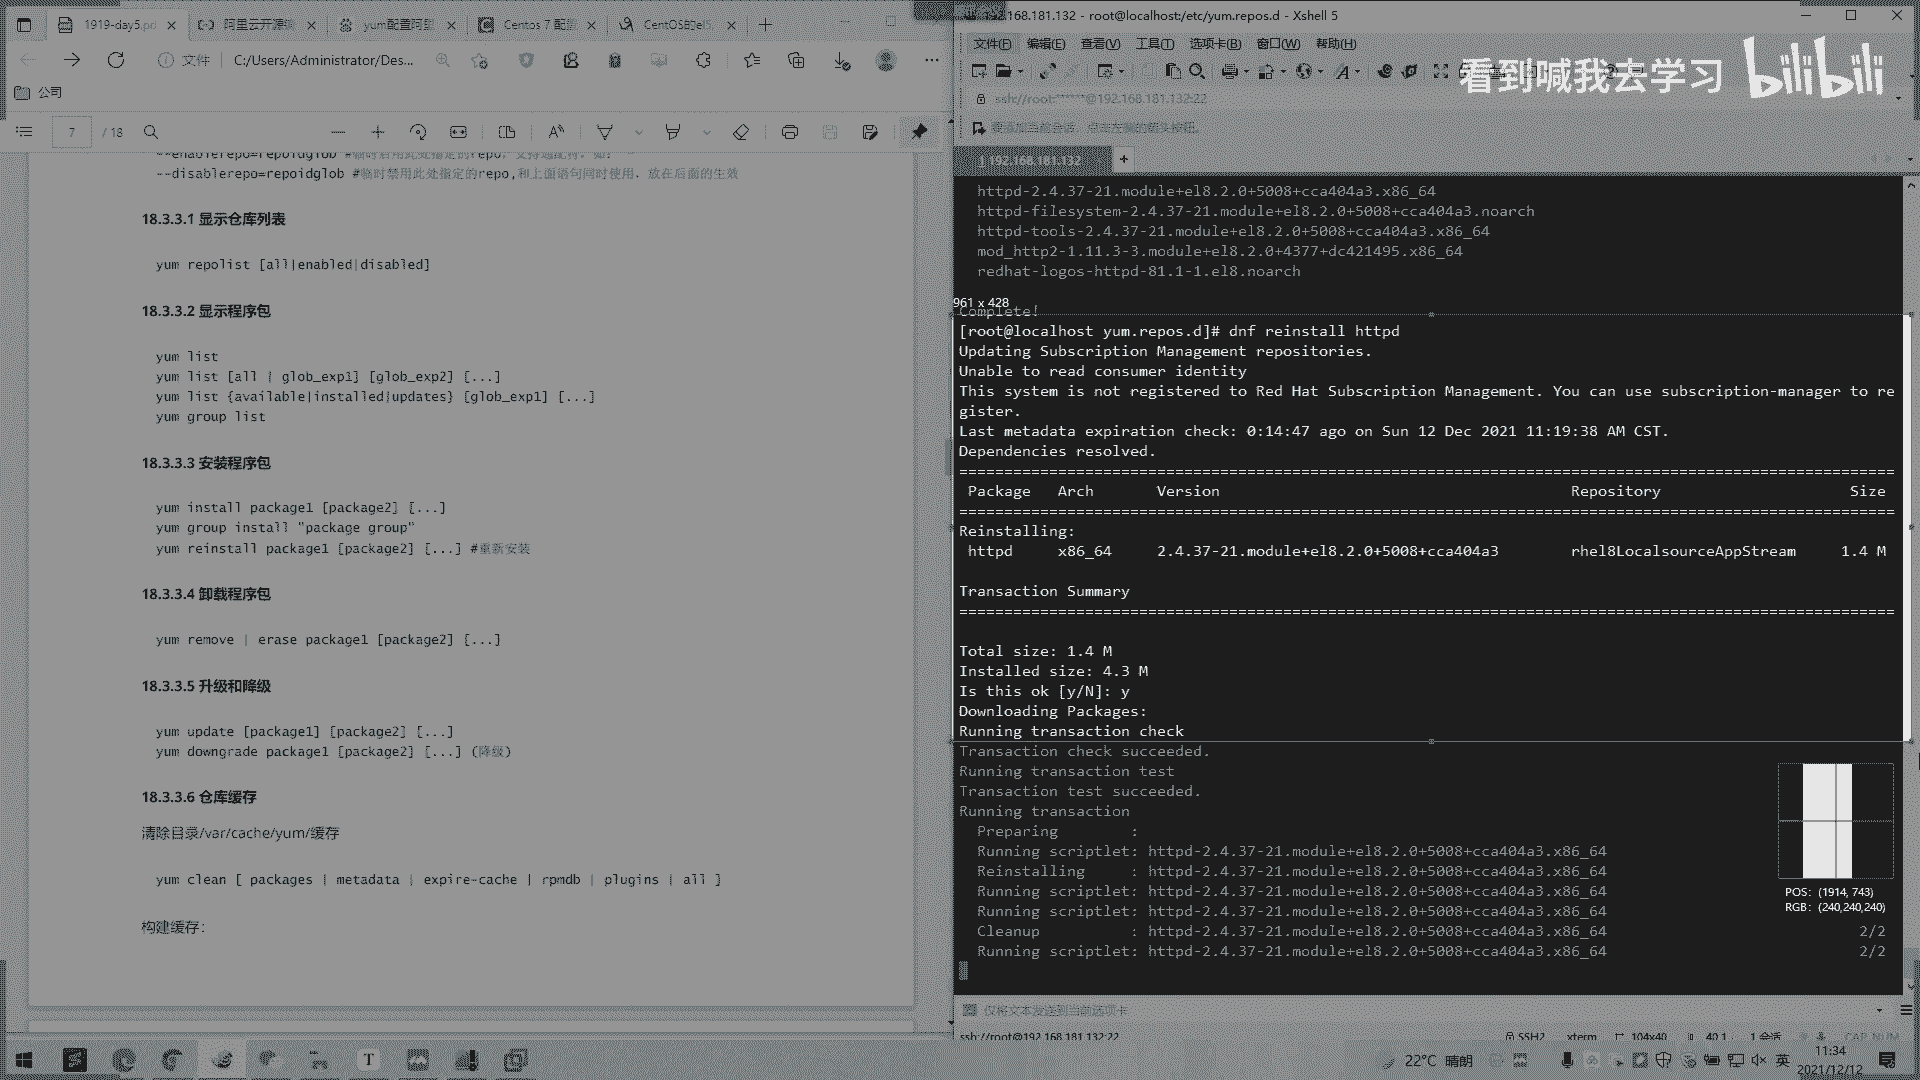 1919-day5.pd
阿里云开源镜
yum配置阿里
Centos 7 配置
CentOS的el5...
文件
C:/Users/Administrator/Des...
公司
7 / 18
--enablerepo=repoidglob #临时启用此处指定的repo, 支持通配符, 如:
--disablerepo=repoidglob #临时禁用此处指定的repo,和上面语句同时使用. 放在后面的生效
18.3.3.1 显示仓库列表
yum repolist [all|enabled|disabled]
18.3.3.2 显示程序包
yum list
yum list [all | glob_exp1] [glob_exp2] [...]
yum list {available|installed|updates} [glob_exp1] [...]
yum group list
18.3.3.3 安装程序包
yum install package1 [package2] [...]
yum group install "package group"
yum reinstall package1 [package2] [...] #重新安装
18.3.3.4 卸载程序包
yum remove | erase package1 [package2] [...]
18.3.3.5 升级和降级
yum update [package1] [package2] [...]
yum downgrade package1 [package2] [...] (降级)
18.3.3.6 仓库缓存
清除目录/var/cache/yum/缓存
yum clean [ packages | metadata | expire-cache | rpmdb | plugins | all ]
构建缓存:
.168.181.132 - root@localhost:/etc/yum.repos.d - Xshell 5
文件(F) 编辑(E) 查看(V) 工具(T) 选项卡(B) 窗口(W) 帮助(H)
看到喊我去学习 bilibili
ssh://root:******@192.168.181.132:22
要添加当前会话, 点击左侧的箭头按钮。
1 192.168.181.132
httpd-2.4.37-21.module+el8.2.0+5008+cca404a3.x86_64
httpd-filesystem-2.4.37-21.module+el8.2.0+5008+cca404a3.noarch
httpd-tools-2.4.37-21.module+el8.2.0+5008+cca404a3.x86_64
mod_http2-1.11.3-3.module+el8.2.0+4377+dc421495.x86_64
redhat-logos-httpd-81.1-1.el8.noarch
961 x 428
Complete!
[root@localhost yum.repos.d]# dnf reinstall httpd
Updating Subscription Management repositories.
Unable to read consumer identity
This system is not registered to Red Hat Subscription Management. You can use subscription-manager to re
gister.
Last metadata expiration check: 0:14:47 ago on Sun 12 Dec 2021 11:19:38 AM CST.
Dependencies resolved.
Package Arch Version Repository Size
Reinstalling:
httpd x86_64 2.4.37-21.module+el8.2.0+5008+cca404a3 rhel8LocalsourceAppStream 1.4 M
Transaction Summary
Total size: 1.4 M
Installed size: 4.3 M
Is this ok [y/N]: y
Downloading Packages:
Running transaction check
Transaction check succeeded.
Running transaction test
Transaction test succeeded.
Running transaction
Preparing :
Running scriptlet: httpd-2.4.37-21.module+el8.2.0+5008+cca404a3.x86_64
Reinstalling : httpd-2.4.37-21.module+el8.2.0+5008+cca404a3.x86_64
Running scriptlet: httpd-2.4.37-21.module+el8.2.0+5008+cca404a3.x86_64
Running scriptlet: httpd-2.4.37-21.module+el8.2.0+5008+cca404a3.x86_64
Cleanup : httpd-2.4.37-21.module+el8.2.0+5008+cca404a3.x86_64 2/2
Running scriptlet: httpd-2.4.37-21.module+el8.2.0+5008+cca404a3.x86_64 2/2
POS: (1914, 743)
RGB: (240,240,240)
仅将文本发送到当前选项卡
ssh://root@192.168.181.132:22
SSH2 xterm 104x40 40,1 1 会话 CAP NUM
22°C 晴朗
英
11:34
2021/12/12